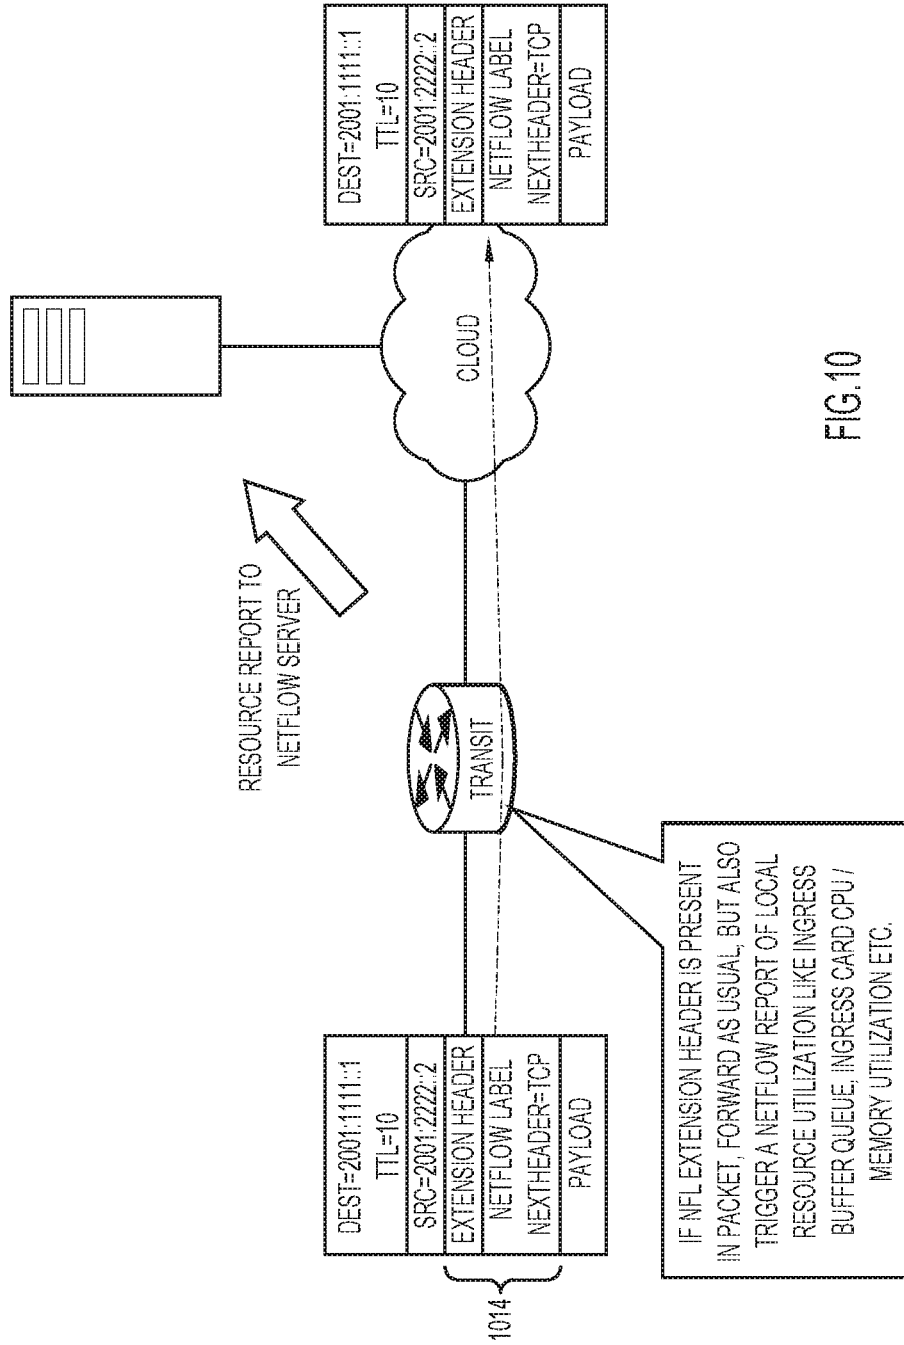 DEST=2001:1111::1
TTL=10
SRC=2001:2222::2
EXTENSION HEADER
NETFLOW LABEL
NEXTHEADER=TCP
PAYLOAD
1014
IF NFL EXTENSION HEADER IS PRESENT
IN PACKET, FORWARD AS USUAL, BUT ALSO
TRIGGER A NETFLOW REPORT OF LOCAL
RESOURCE UTILIZATION LIKE INGRESS
BUFFER QUEUE, INGRESS CARD CPU /
MEMORY UTILIZATION ETC.
TRANSIT
RESOURCE REPORT TO
NETFLOW SERVER
CLOUD
DEST=2001:1111::1
TTL=10
SRC=2001:2222::2
EXTENSION HEADER
NETFLOW LABEL
NEXTHEADER=TCP
PAYLOAD
FIG.10